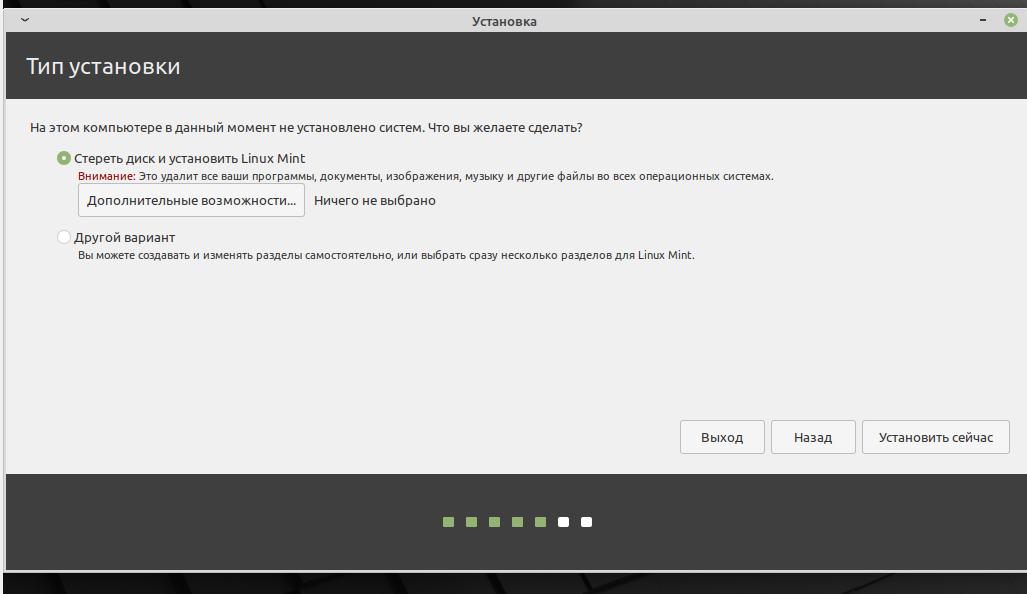 Установка
Тип установки
На этом компьютере в данный момент не установлено систем. Что вы желаете сделать?
Стереть диск и установить Linux Mint
Внимание: Это удалит все ваши программы, документы, изображения, музыку и другие файлы во всех операционных системах.
Дополнительные возможности... Ничего не выбрано
Другой вариант
Вы можете создавать и изменять разделы самостоятельно, или выбрать сразу несколько разделов для Linux Mint.
Выход Назад Установить сейчас